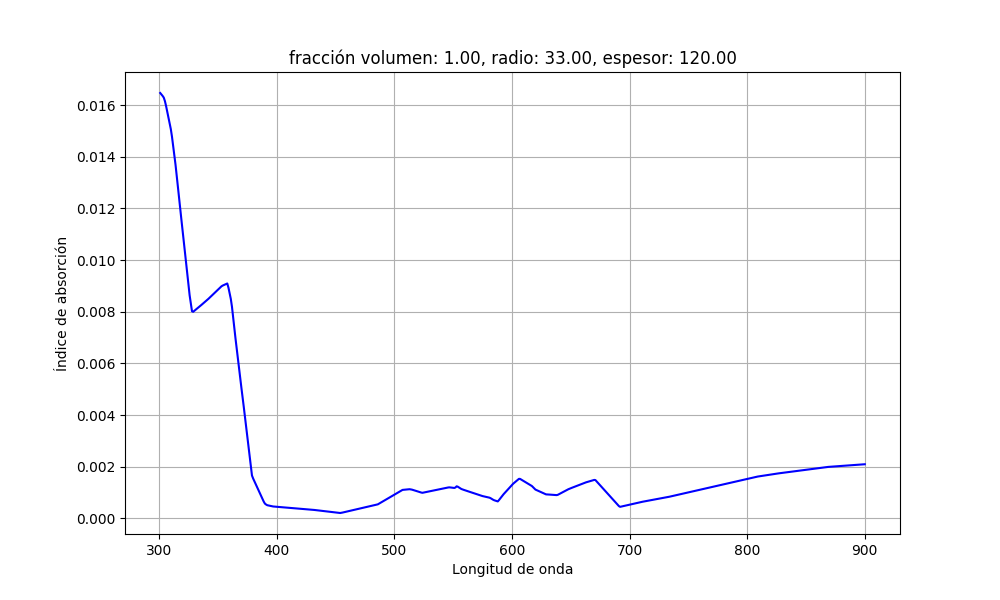 fracción volumen: 1.00, radio: 33.00, espesor: 120.00
Índice de absorción
0.016
0.014
0.012
0.010
0.008
0.006
0.004
0.002
0.000
300 400 500 600 700 800 900
Longitud de onda